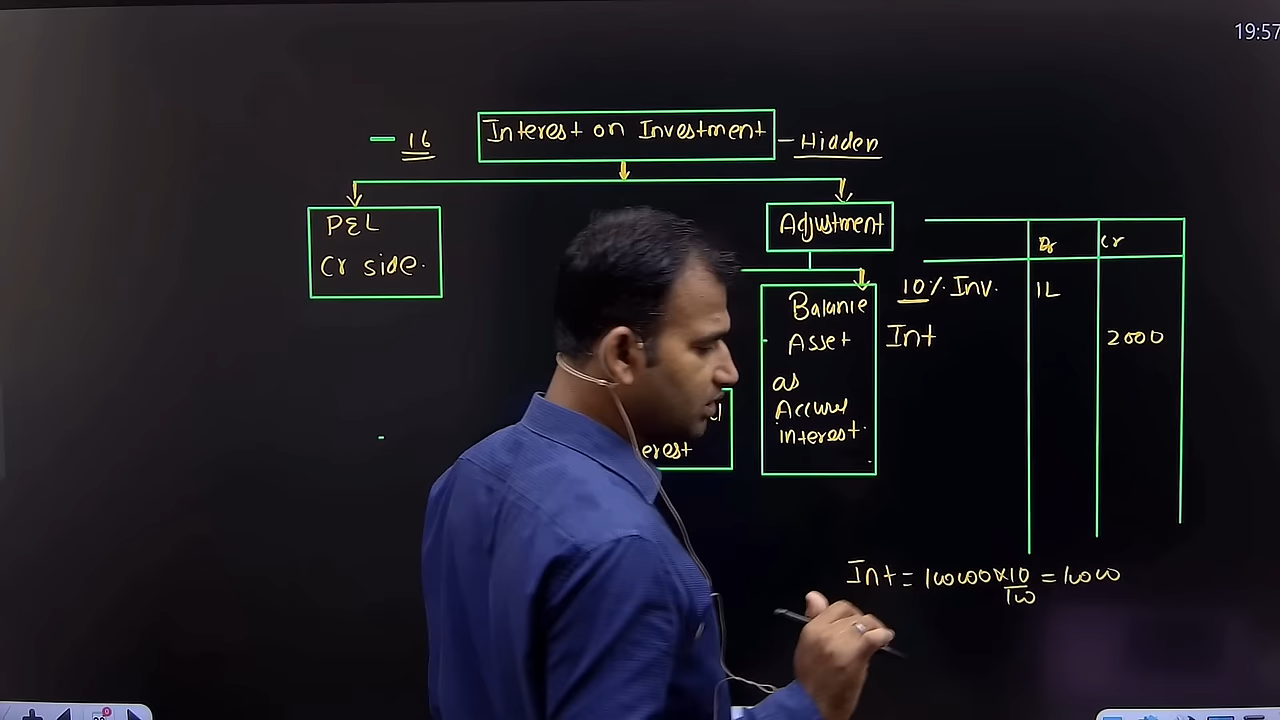 19:57
16
Interest on Investment
Hidden
P&L
Cr side.
Adjustment
Dr
Cr
10% Inv.
1L
Int
2000
Balance
Asset
as
Accrued
interest
erest
Int = 100000×10/100 = 10000